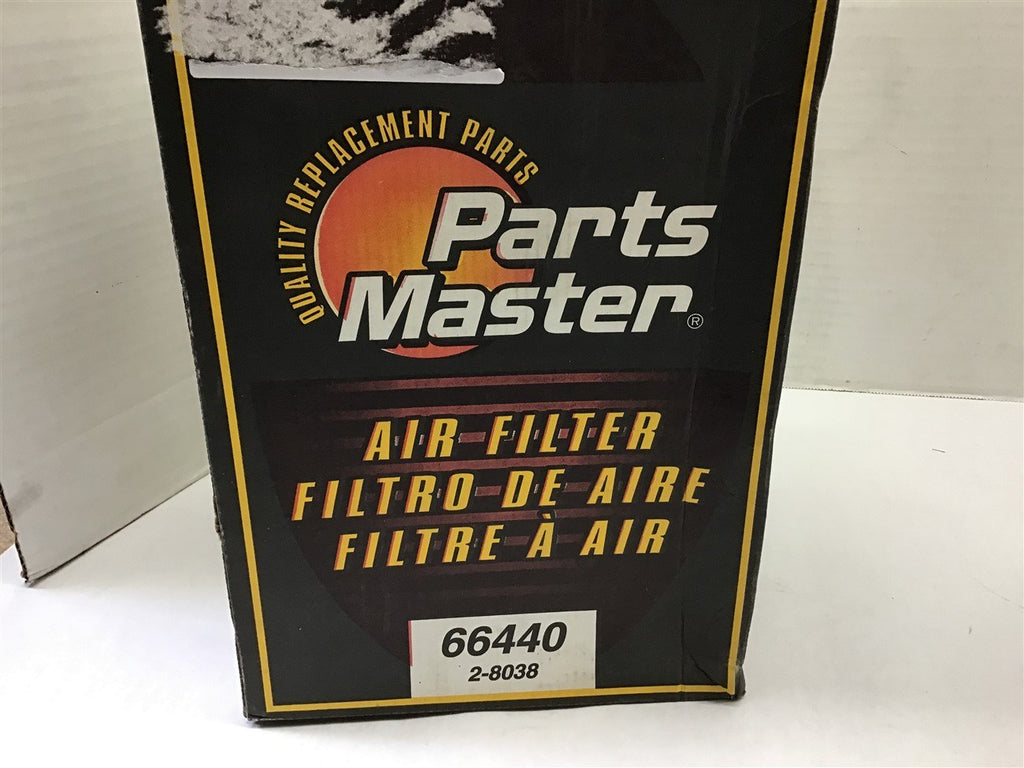 QUALITY REPLACEMENT PARTS
Parts
Master®
AIR FILTER
FILTRO DE AIRE
FILTRE À AIR
66440
2-8038